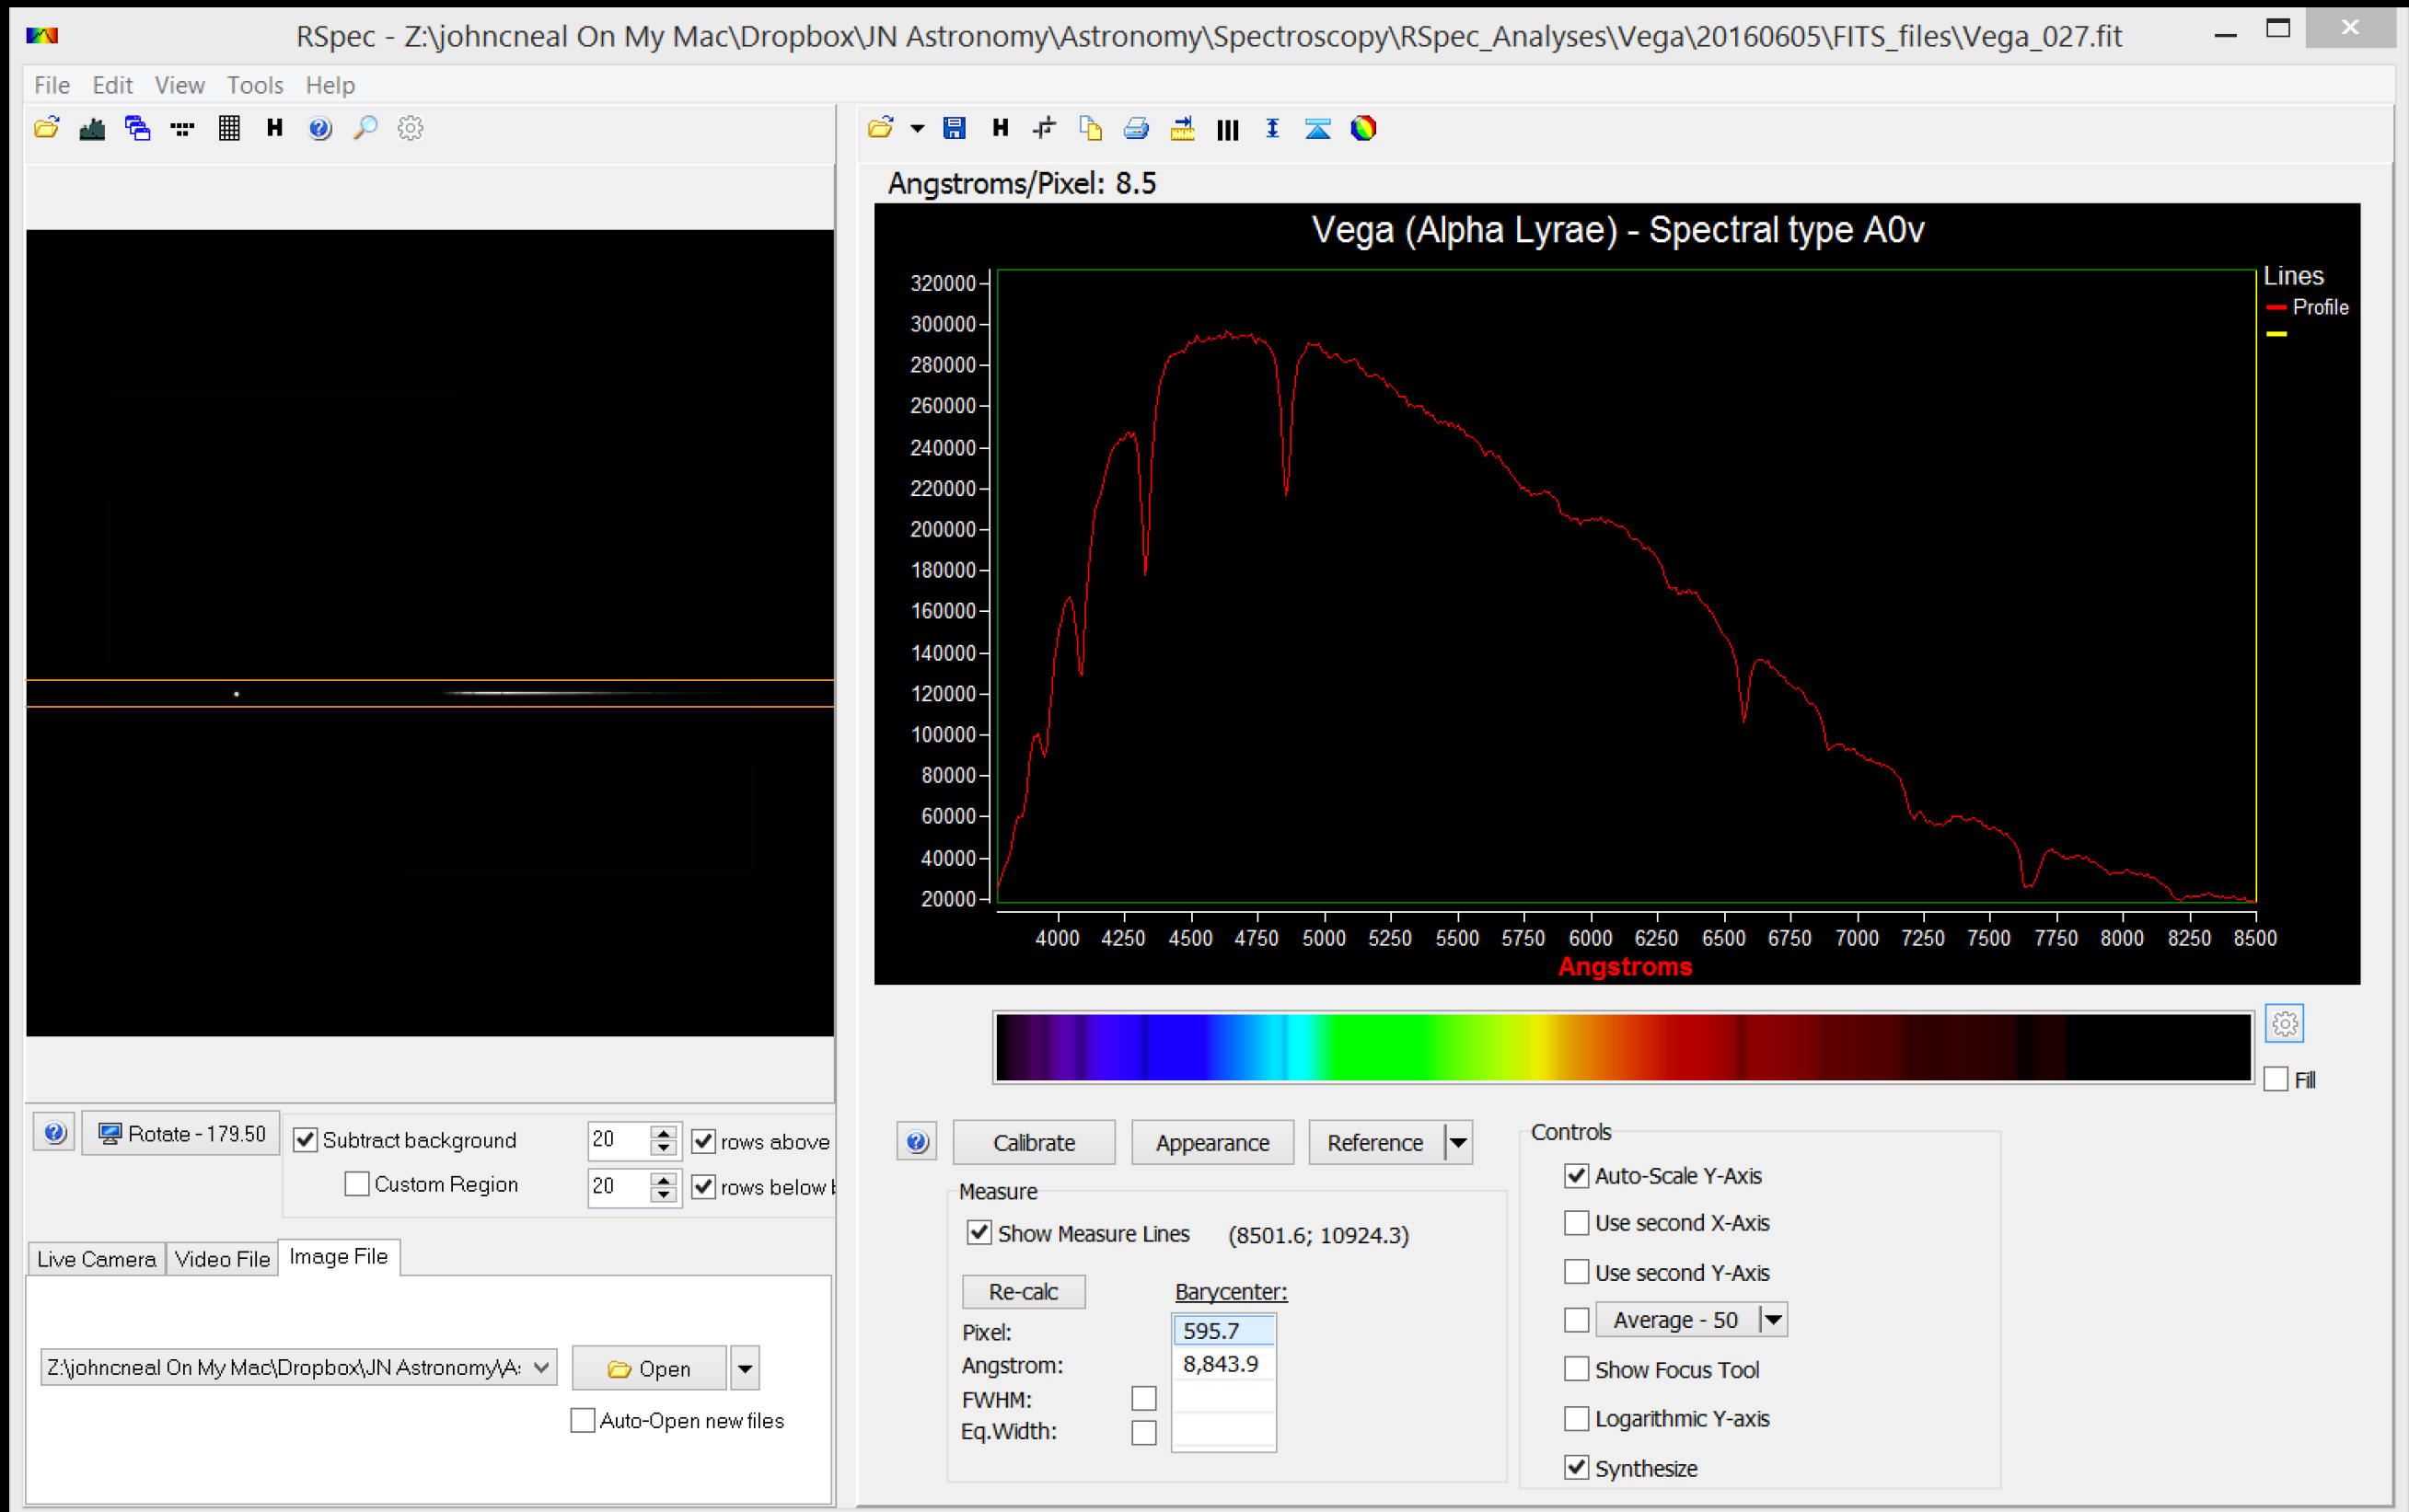 RSpec - Z:\johncneal On My Mac\Dropbox\JN Astronomy\Astronomy\Spectroscopy\RSpec_Analyses\Vega\20160605\FITS_files\Vega_027.fit
File Edit View Tools Help
H
H
Angstroms/Pixel: 8.5
Vega (Alpha Lyrae) - Spectral type A0v
Lines
Profile
320000
300000
280000
260000
240000
220000
200000
180000
160000
140000
120000
100000
80000
60000
40000
20000
4000 4250 4500 4750 5000 5250 5500 5750 6000 6250 6500 6750 7000 7250 7500 7750 8000 8250 8500
Angstroms
Fill
Rotate - 179.50
Subtract background
20
rows above
Custom Region
20
rows below
Live Camera Video File Image File
Z:\johncneal On My Mac\Dropbox\JN Astronomy\A
Open
Auto-Open new files
Calibrate Appearance Reference
Measure
Show Measure Lines (8501.6; 10924.3)
Re-calc Barycenter:
Pixel: 595.7
Angstrom: 8,843.9
FWHM:
Eq.Width:
Controls
Auto-Scale Y-Axis
Use second X-Axis
Use second Y-Axis
Average - 50
Show Focus Tool
Logarithmic Y-axis
Synthesize